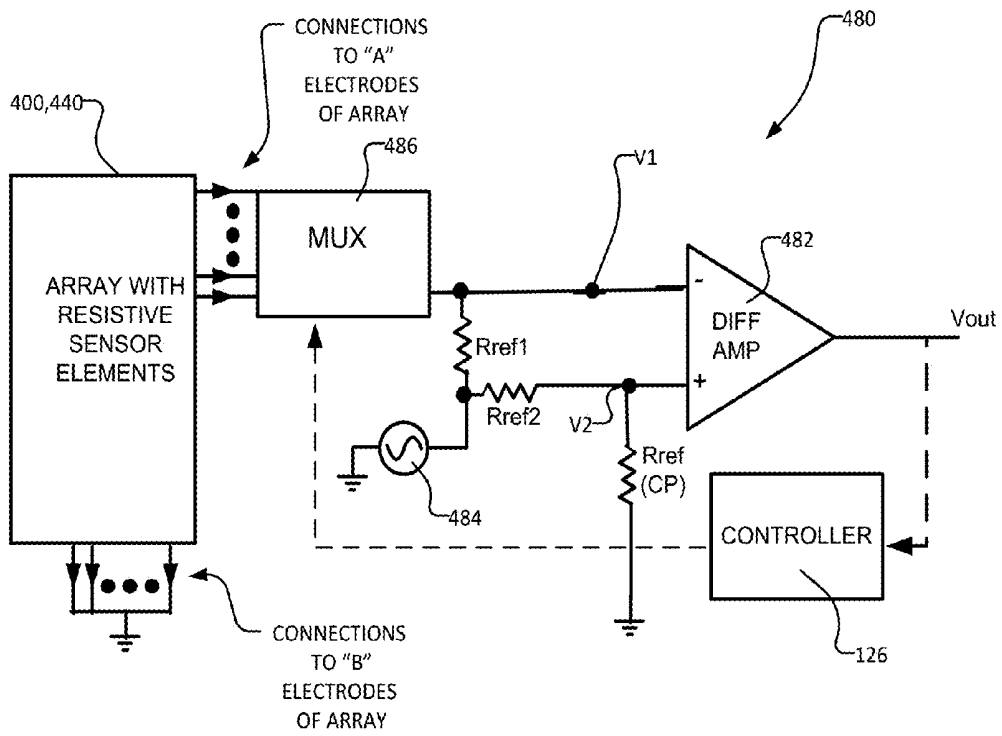 CONNECTIONS
TO “A”
ELECTRODES
OF ARRAY
480
400,440
486
V1
MUX
482
ARRAY WITH
RESISTIVE
SENSOR
ELEMENTS
-
DIFF
AMP
+
Vout
Rref1
Rref2
V2
Rref
(CP)
484
CONTROLLER
126
CONNECTIONS
TO “B”
ELECTRODES
OF ARRAY